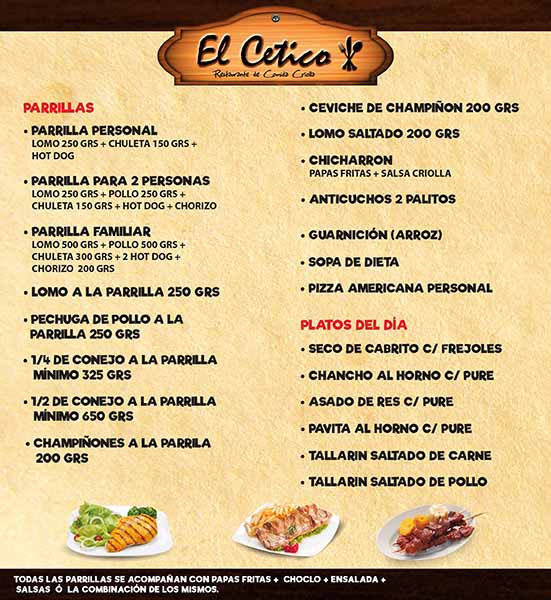 El Cetico
Restaurante de Comida Criolla
PARRILLAS
• PARRILLA PERSONAL
LOMO 250 GRS + CHULETA 150 GRS +
HOT DOG
• PARRILLA PARA 2 PERSONAS
LOMO 250 GRS + POLLO 250 GRS +
CHULETA 150 GRS + HOT DOG + CHORIZO
• PARRILLA FAMILIAR
LOMO 500 GRS + POLLO 500 GRS +
CHULETA 300 GRS + 2 HOT DOG +
CHORIZO 200 GRS
• LOMO A LA PARRILLA 250 GRS
• PECHUGA DE POLLO A LA
PARRILLA 250 GRS
• 1/4 DE CONEJO A LA PARRILLA
MÍNIMO 325 GRS
• 1/2 DE CONEJO A LA PARRILLA
MÍNIMO 650 GRS
• CHAMPIÑONES A LA PARRILA
200 GRS
• CEVICHE DE CHAMPIÑON 200 GRS
• LOMO SALTADO 200 GRS
• CHICHARRON
PAPAS FRITAS + SALSA CRIOLLA
• ANTICUCHOS 2 PALITOS
• GUARNICIÓN (ARROZ)
• SOPA DE DIETA
• PIZZA AMERICANA PERSONAL
PLATOS DEL DÍA
• SECO DE CABRITO C/ FREJOLES
• CHANCHO AL HORNO C/ PURE
• ASADO DE RES C/ PURE
• PAVITA AL HORNO C/ PURE
• TALLARIN SALTADO DE CARNE
• TALLARIN SALTADO DE POLLO
TODAS LAS PARRILLAS SE ACOMPAÑAN CON PAPAS FRITAS + CHOCLO + ENSALADA +
SALSAS Ó LA COMBINACIÓN DE LOS MISMOS.